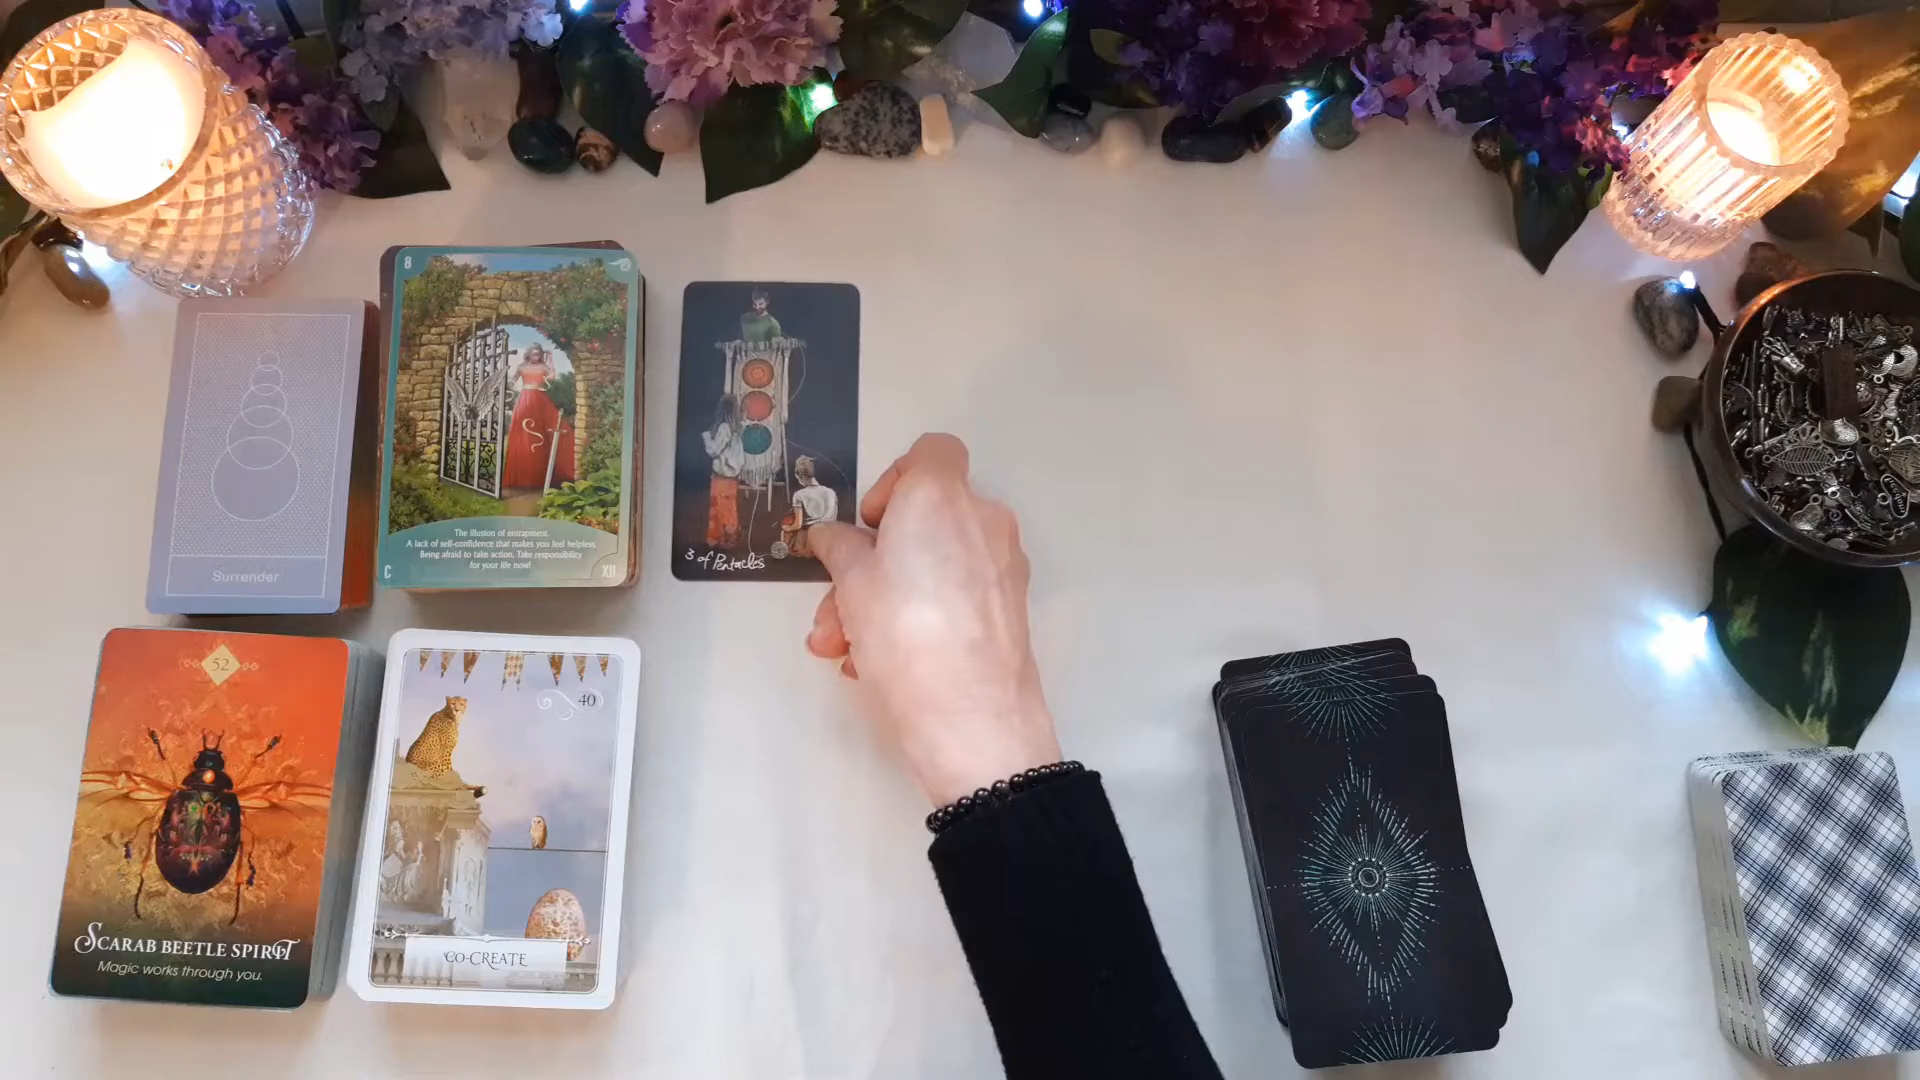 8
The illusion of entrapment.
A lack of self-confidence that makes you feel helpless.
Being afraid to take action. Take responsibility
for your life now!
C
XII
3 of Pentacles
Surrender
52
SCARAB BEETLE SPIRIT
Magic works through you.
40
CO-CREATE